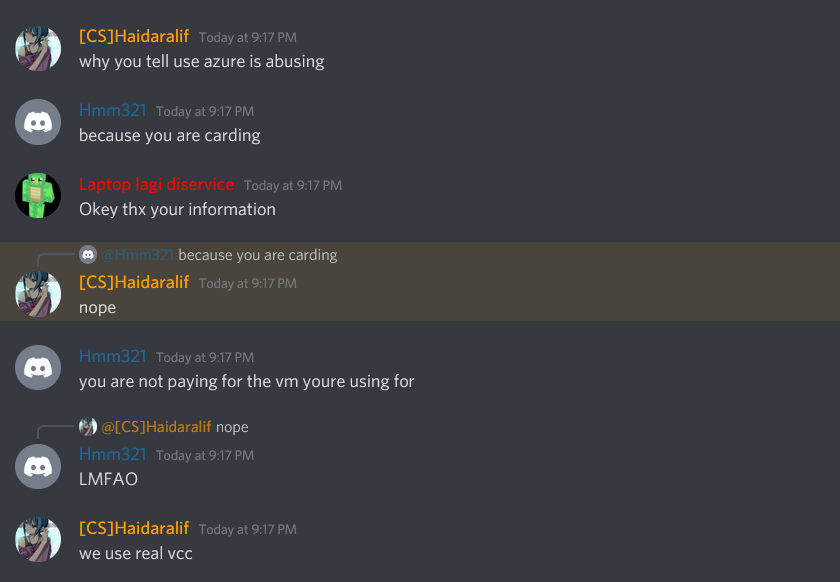 [CS]Haidaralif Today at 9:17 PM
why you tell use azure is abusing
Hmm321 Today at 9:17 PM
because you are carding
Laptop lagi diservice Today at 9:17 PM
Okey thx your information
@Hmm321 because you are carding
[CS]Haidaralif Today at 9:17 PM
nope
Hmm321 Today at 9:17 PM
you are not paying for the vm youre using for
@[CS]Haidaralif nope
Hmm321 Today at 9:17 PM
LMFAO
[CS]Haidaralif Today at 9:17 PM
we use real vcc